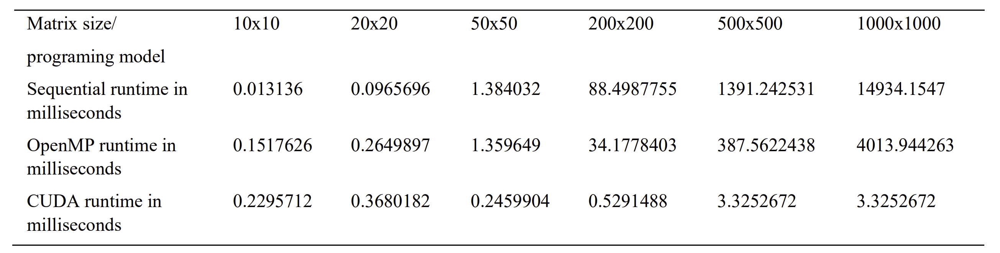 Matrix size/ 10x10 20x20 50x50 200x200 500x500 1000x1000
programing model
Sequential runtime in 0.013136 0.0965696 1.384032 88.4987755 1391.242531 14934.1547
milliseconds
OpenMP runtime in 0.1517626 0.2649897 1.359649 34.1778403 387.5622438 4013.944263
milliseconds
CUDA runtime in 0.2295712 0.3680182 0.2459904 0.5291488 3.3252672 3.3252672
milliseconds